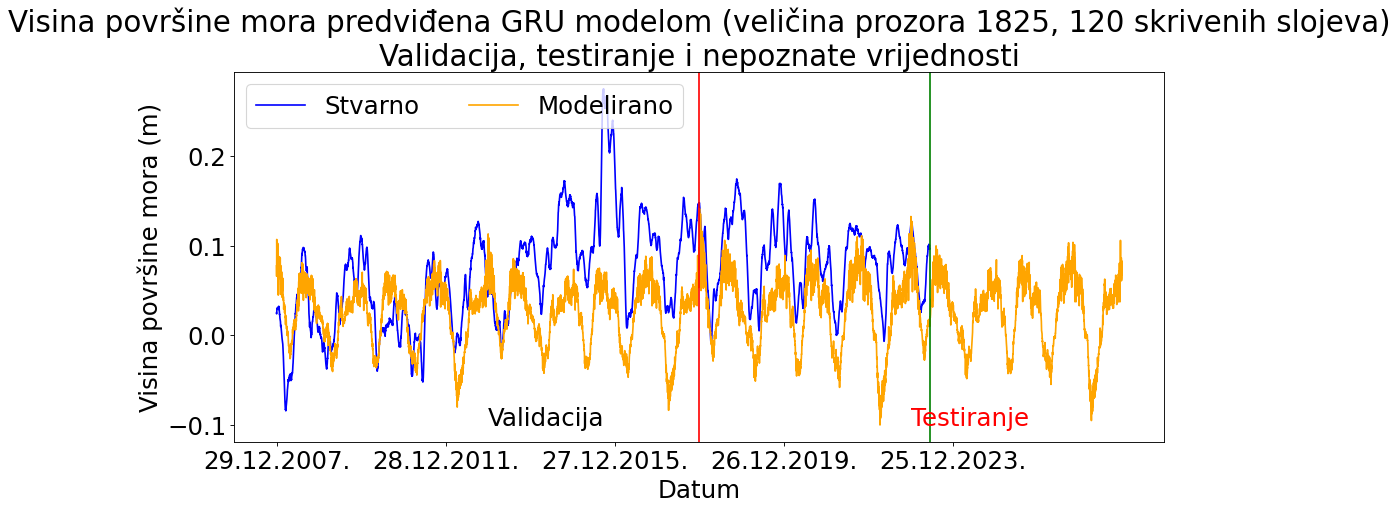 Visina površine mora predviđena GRU modelom (veličina prozora 1825, 120 skrivenih slojeva)
Validacija, testiranje i nepoznate vrijednosti
Stvarno
Modelirano
Visina površine mora (m)
0.2
0.1
0.0
−0.1
Validacija
Testiranje
29.12.2007.
28.12.2011.
27.12.2015.
26.12.2019.
25.12.2023.
Datum